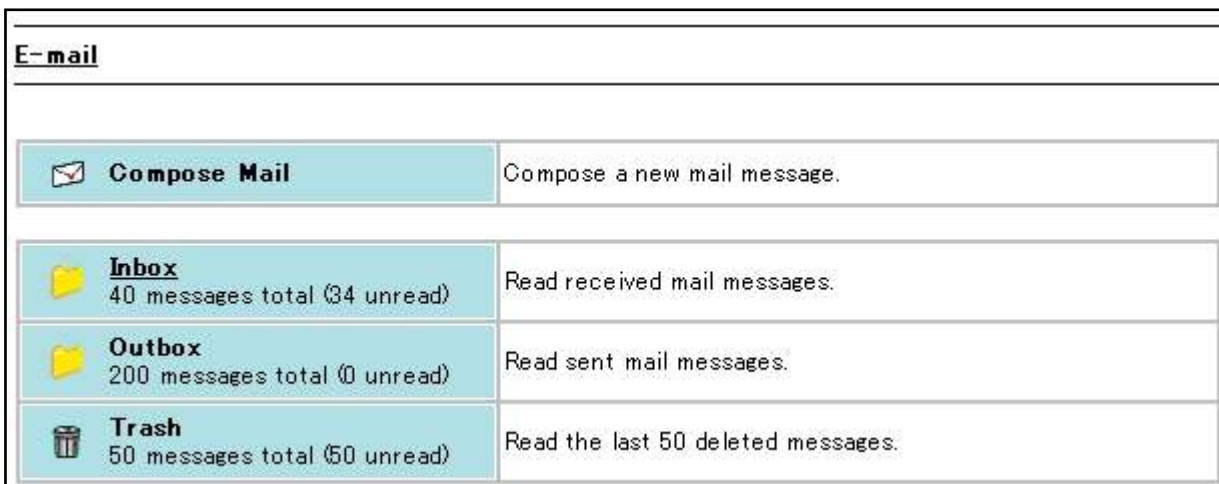 E-mail
Compose Mail
Compose a new mail message.
Inbox
40 messages total (34 unread)
Read received mail messages.
Outbox
200 messages total (0 unread)
Read sent mail messages.
Trash
50 messages total (50 unread)
Read the last 50 deleted messages.